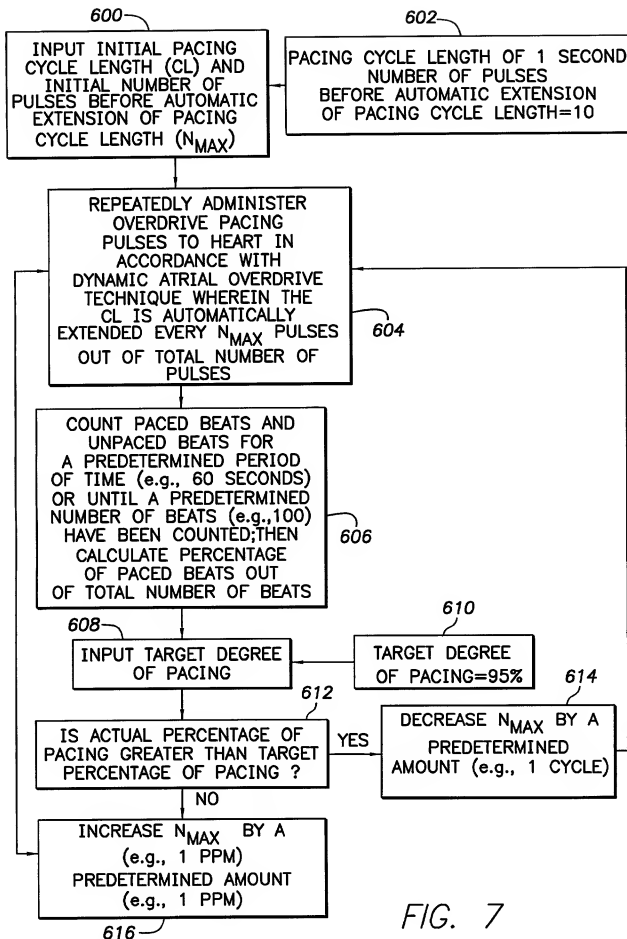 600
INPUT INITIAL PACING
CYCLE LENGTH (CL) AND
INITIAL NUMBER OF
PULSES BEFORE AUTOMATIC
EXTENSION OF PACING
CYCLE LENGTH (NMAX)
602
PACING CYCLE LENGTH OF 1 SECOND
NUMBER OF PULSES
BEFORE AUTOMATIC EXTENSION
OF PACING CYCLE LENGTH=10
REPEATEDLY ADMINISTER
OVERDRIVE PACING
PULSES TO HEART IN
ACCORDANCE WITH
DYNAMIC ATRIAL OVERDRIVE
TECHNIQUE WHEREIN THE
CL IS AUTOMATICALLY
EXTENDED EVERY NMAX PULSES
OUT OF TOTAL NUMBER OF
PULSES
604
COUNT PACED BEATS AND
UNPACED BEATS FOR
A PREDETERMINED PERIOD
OF TIME (e.g., 60 SECONDS)
OR UNTIL A PREDETERMINED
NUMBER OF BEATS (e.g.,100)
HAVE BEEN COUNTED;THEN
CALCULATE PERCENTAGE
OF PACED BEATS OUT
OF TOTAL NUMBER OF BEATS
606
608
INPUT TARGET DEGREE
OF PACING
610
TARGET DEGREE
OF PACING=95%
612
IS ACTUAL PERCENTAGE OF
PACING GREATER THAN TARGET
PERCENTAGE OF PACING ?
YES
614
DECREASE NMAX BY A
PREDETERMINED
AMOUNT (e.g., 1 CYCLE)
NO
INCREASE NMAX BY A
(e.g., 1 PPM)
PREDETERMINED AMOUNT
(e.g., 1 PPM)
616
FIG. 7